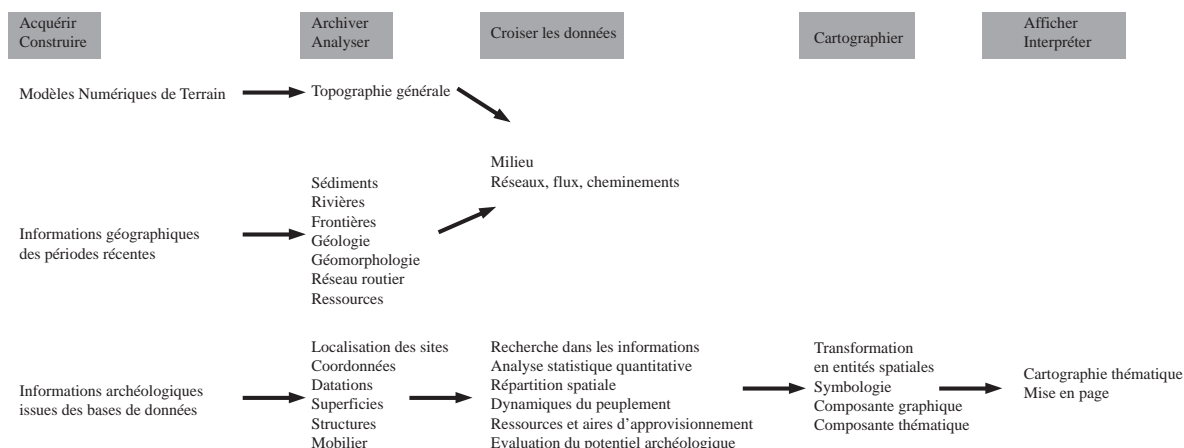 Acquérir
Construire
Archiver
Analyser
Croiser les données
Cartographier
Afficher
Interpréter
Modèles Numériques de Terrain
Topographie générale
Milieu
Réseaux, flux, cheminements
Informations géographiques
des périodes récentes
Sédiments
Rivières
Frontières
Géologie
Géomorphologie
Réseau routier
Ressources
Informations archéologiques
issues des bases de données
Localisation des sites
Coordonnées
Datations
Superficies
Structures
Mobilier
Recherche dans les informations
Analyse statistique quantitative
Répartition spatiale
Dynamiques du peuplement
Ressources et aires d'approvisionnement
Evaluation du potentiel archéologique
Transformation
en entités spatiales
Symbologie
Composante graphique
Composante thématique
Cartographie thématique
Mise en page